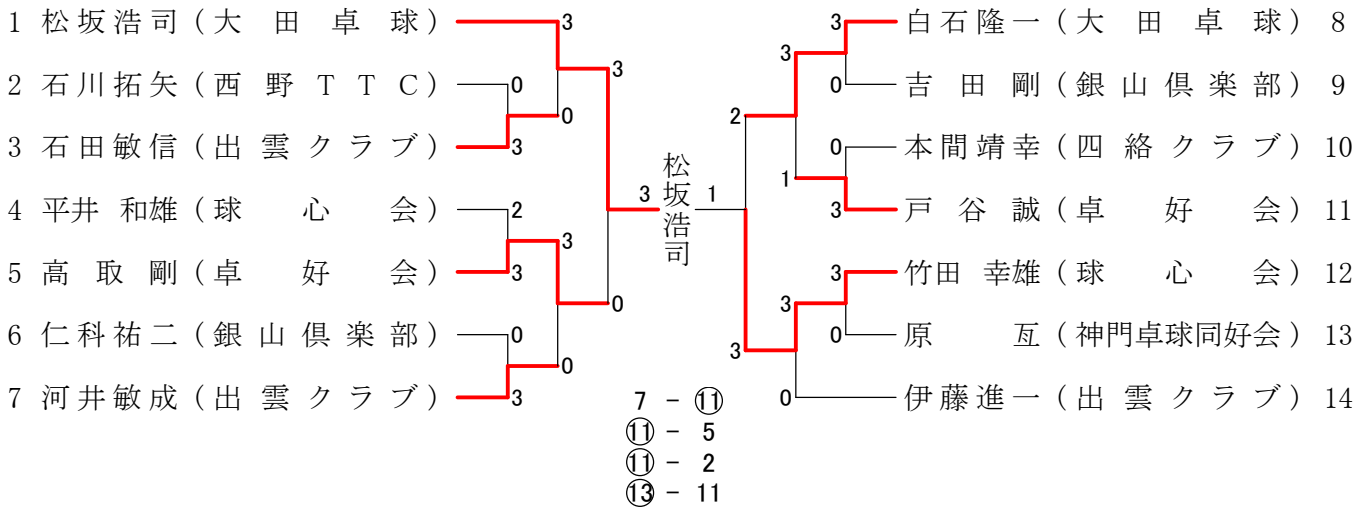 1 松坂浩司 (大田卓球) 3
2 石川拓矢 (西野TTC) 0
3 石田敏信 (出雲クラブ) 3
0
3
4 平井 和雄 (球心会) 2
5 高取剛 (卓好会) 3
3
6 仁科祐二 (銀山倶楽部) 0
7 河井敏成 (出雲クラブ) 3
0
0
3 松坂浩司 1
3 白石隆一 (大田卓球) 8
0 吉田剛 (銀山倶楽部) 9
3
0 本間靖幸 (四絡クラブ) 10
3 戸谷誠 (卓好会) 11
1
2
3 竹田 幸雄 (球心会) 12
0 原 亙 (神門卓球同好会) 13
3
0 伊藤進一 (出雲クラブ) 14
3
7 - ⑪
⑪ - 5
⑪ - 2
⑬ - 11